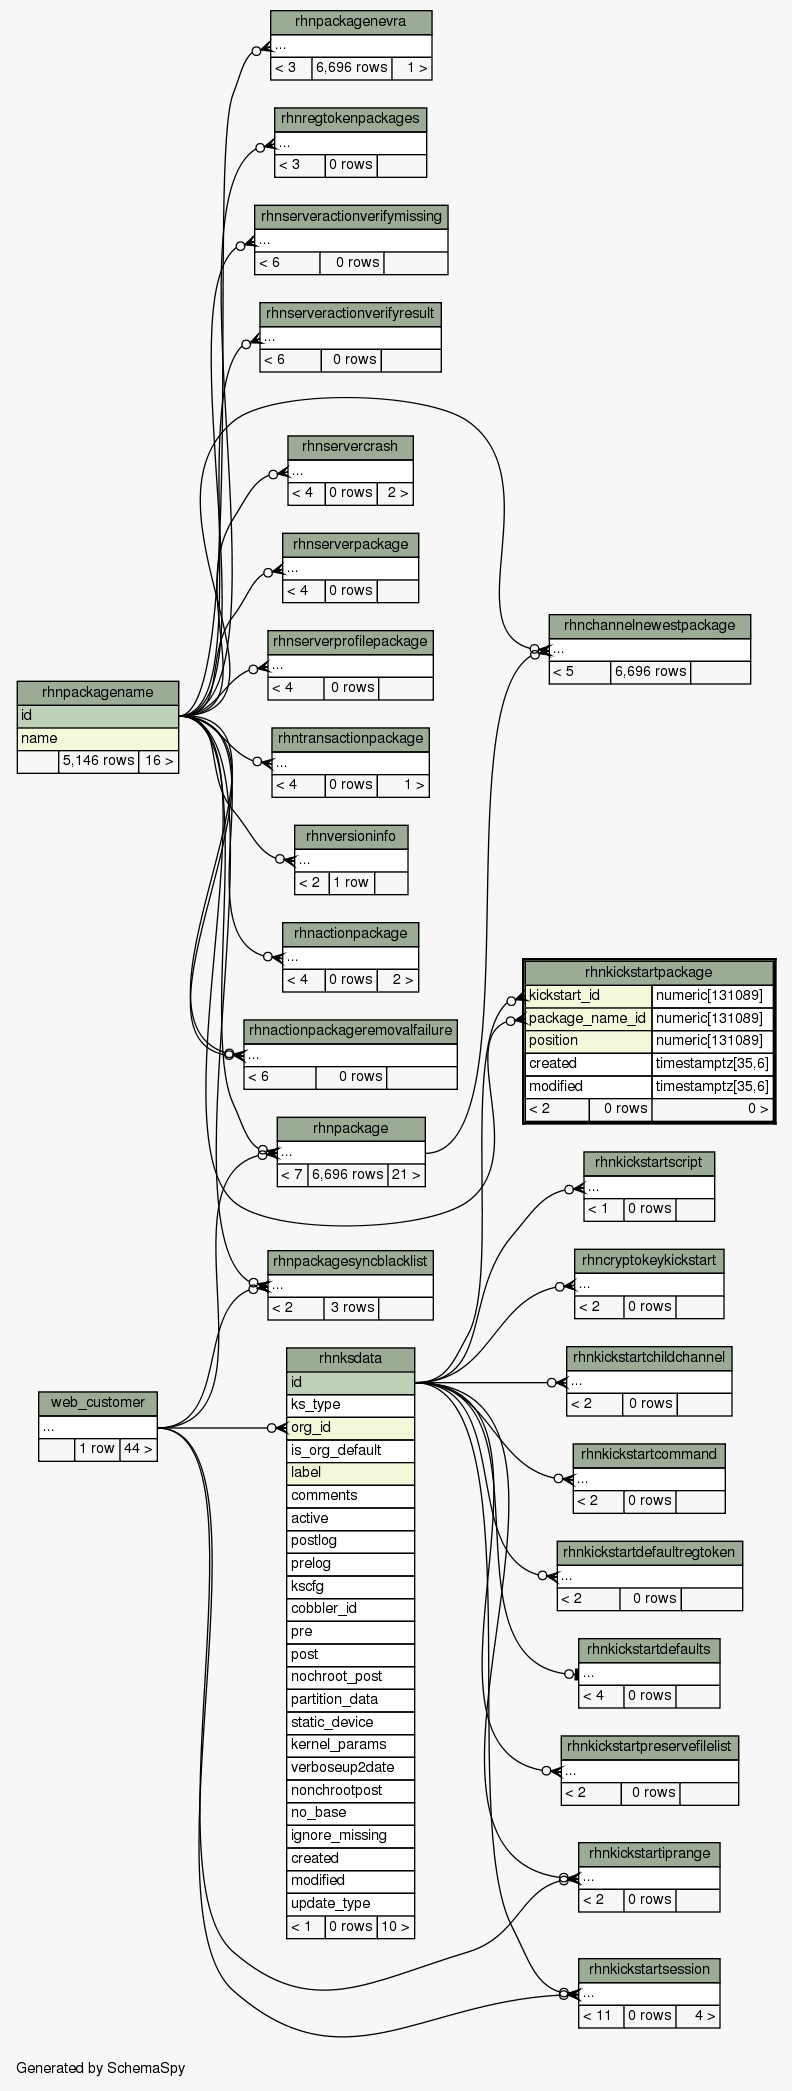 rhnpackagenevra
...
< 3 6,696 rows 1 >
rhnregtokenpackages
...
< 3 0 rows
rhnserveractionverifymissing
...
< 6 0 rows
rhnserveractionverifyresult
...
< 6 0 rows
rhnservercrash
...
< 4 0 rows 2 >
rhnserverpackage
...
< 4 0 rows
rhnchannelnewestpackage
...
< 5 6,696 rows
rhnserverprofilepackage
...
< 4 0 rows
rhnpackagename
id
name
5,146 rows 16 >
rhntransactionpackage
...
< 4 0 rows 1 >
rhnversioninfo
...
< 2 1 row
rhnactionpackage
...
< 4 0 rows 2 >
rhnkickstartpackage
kickstart_id numeric[131089]
package_name_id numeric[131089]
position numeric[131089]
created timestamptz[35,6]
modified timestamptz[35,6]
< 2 0 rows 0 >
rhnactionpackageremovalfailure
...
< 6 0 rows
rhnpackage
...
< 7 6,696 rows 21 >
rhnkickstartscript
...
< 1 0 rows
rhnpackagesyncblacklist
...
< 2 3 rows
rhncryptokeykickstart
...
< 2 0 rows
rhnksdata
id
ks_type
org_id
is_org_default
label
comments
active
postlog
prelog
kscfg
cobbler_id
pre
post
nochroot_post
partition_data
static_device
kernel_params
verboseup2date
nonchrootpost
no_base
ignore_missing
created
modified
update_type
< 1 0 rows 10 >
web_customer
...
1 row 44 >
rhnkickstartchildchannel
...
< 2 0 rows
rhnkickstartcommand
...
< 2 0 rows
rhnkickstartdefaultregtoken
...
< 2 0 rows
rhnkickstartdefaults
...
< 4 0 rows
rhnkickstartpreservefilelist
...
< 2 0 rows
rhnkickstartiprange
...
< 2 0 rows
rhnkickstartsession
...
< 11 0 rows 4 >
Generated by SchemaSpy